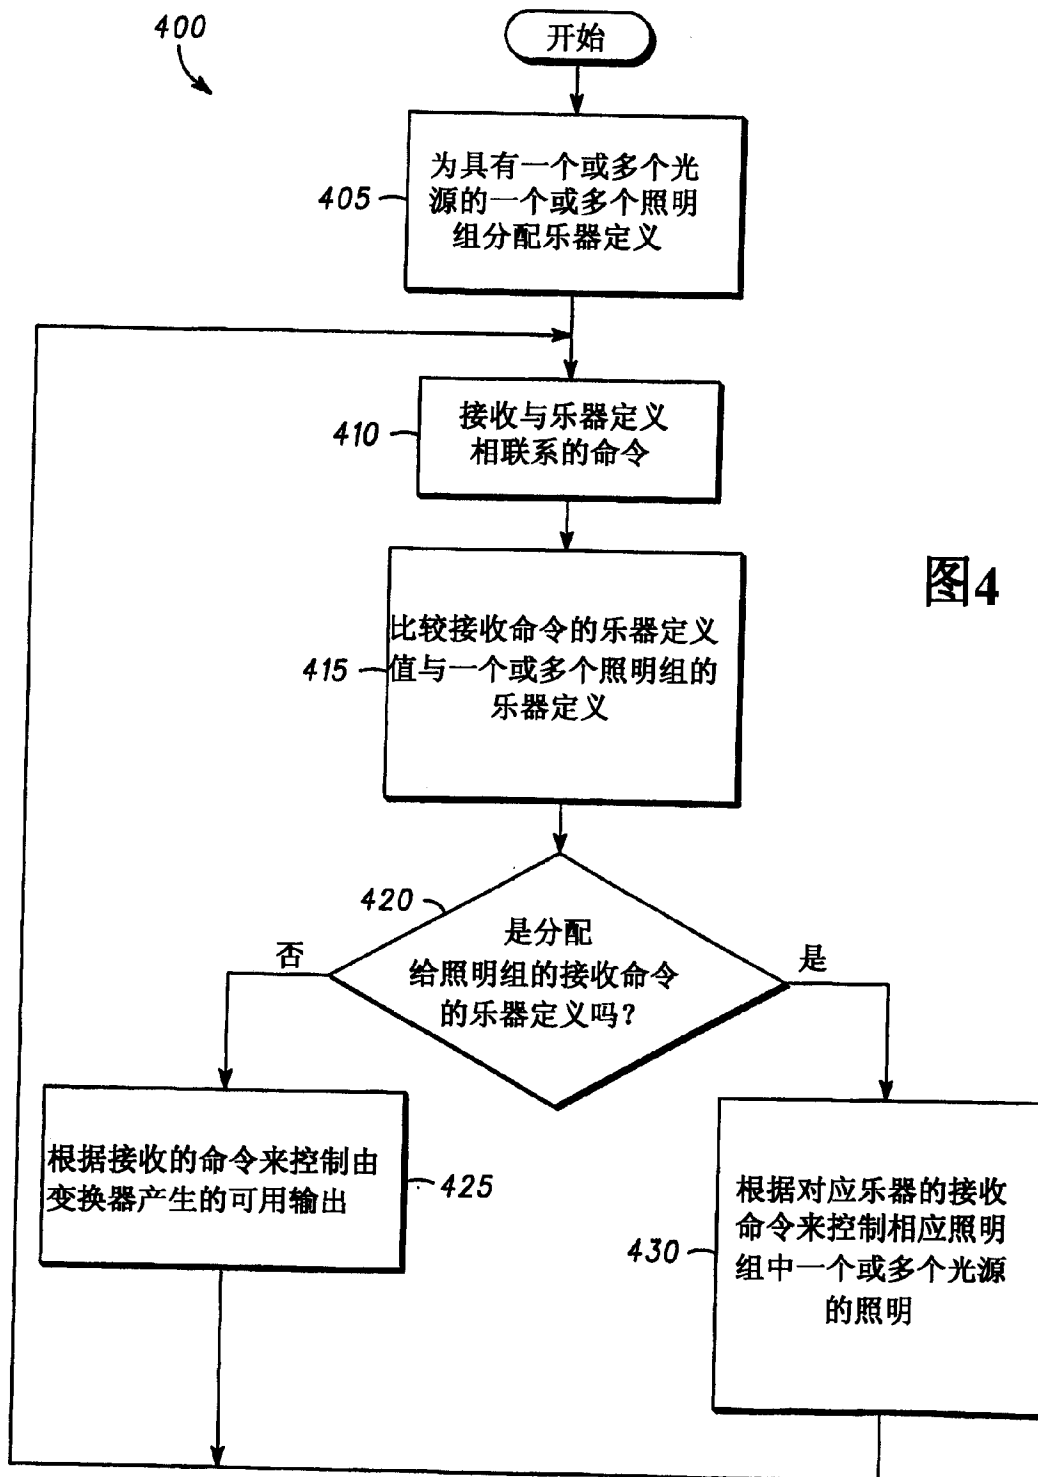 400
开始
405
为具有一个或多个光
源的一个或多个照明
组分配乐器定义
410
接收与乐器定义
相联系的命令
图4
415
比较接收命令的乐器定义
值与一个或多个照明组的
乐器定义
420
是分配
给照明组的接收命令
的乐器定义吗?
否
是
根据接收的命令来控制由
变换器产生的可用输出
425
430
根据对应乐器的接收
命令来控制相应照明
组中一个或多个光源
的照明